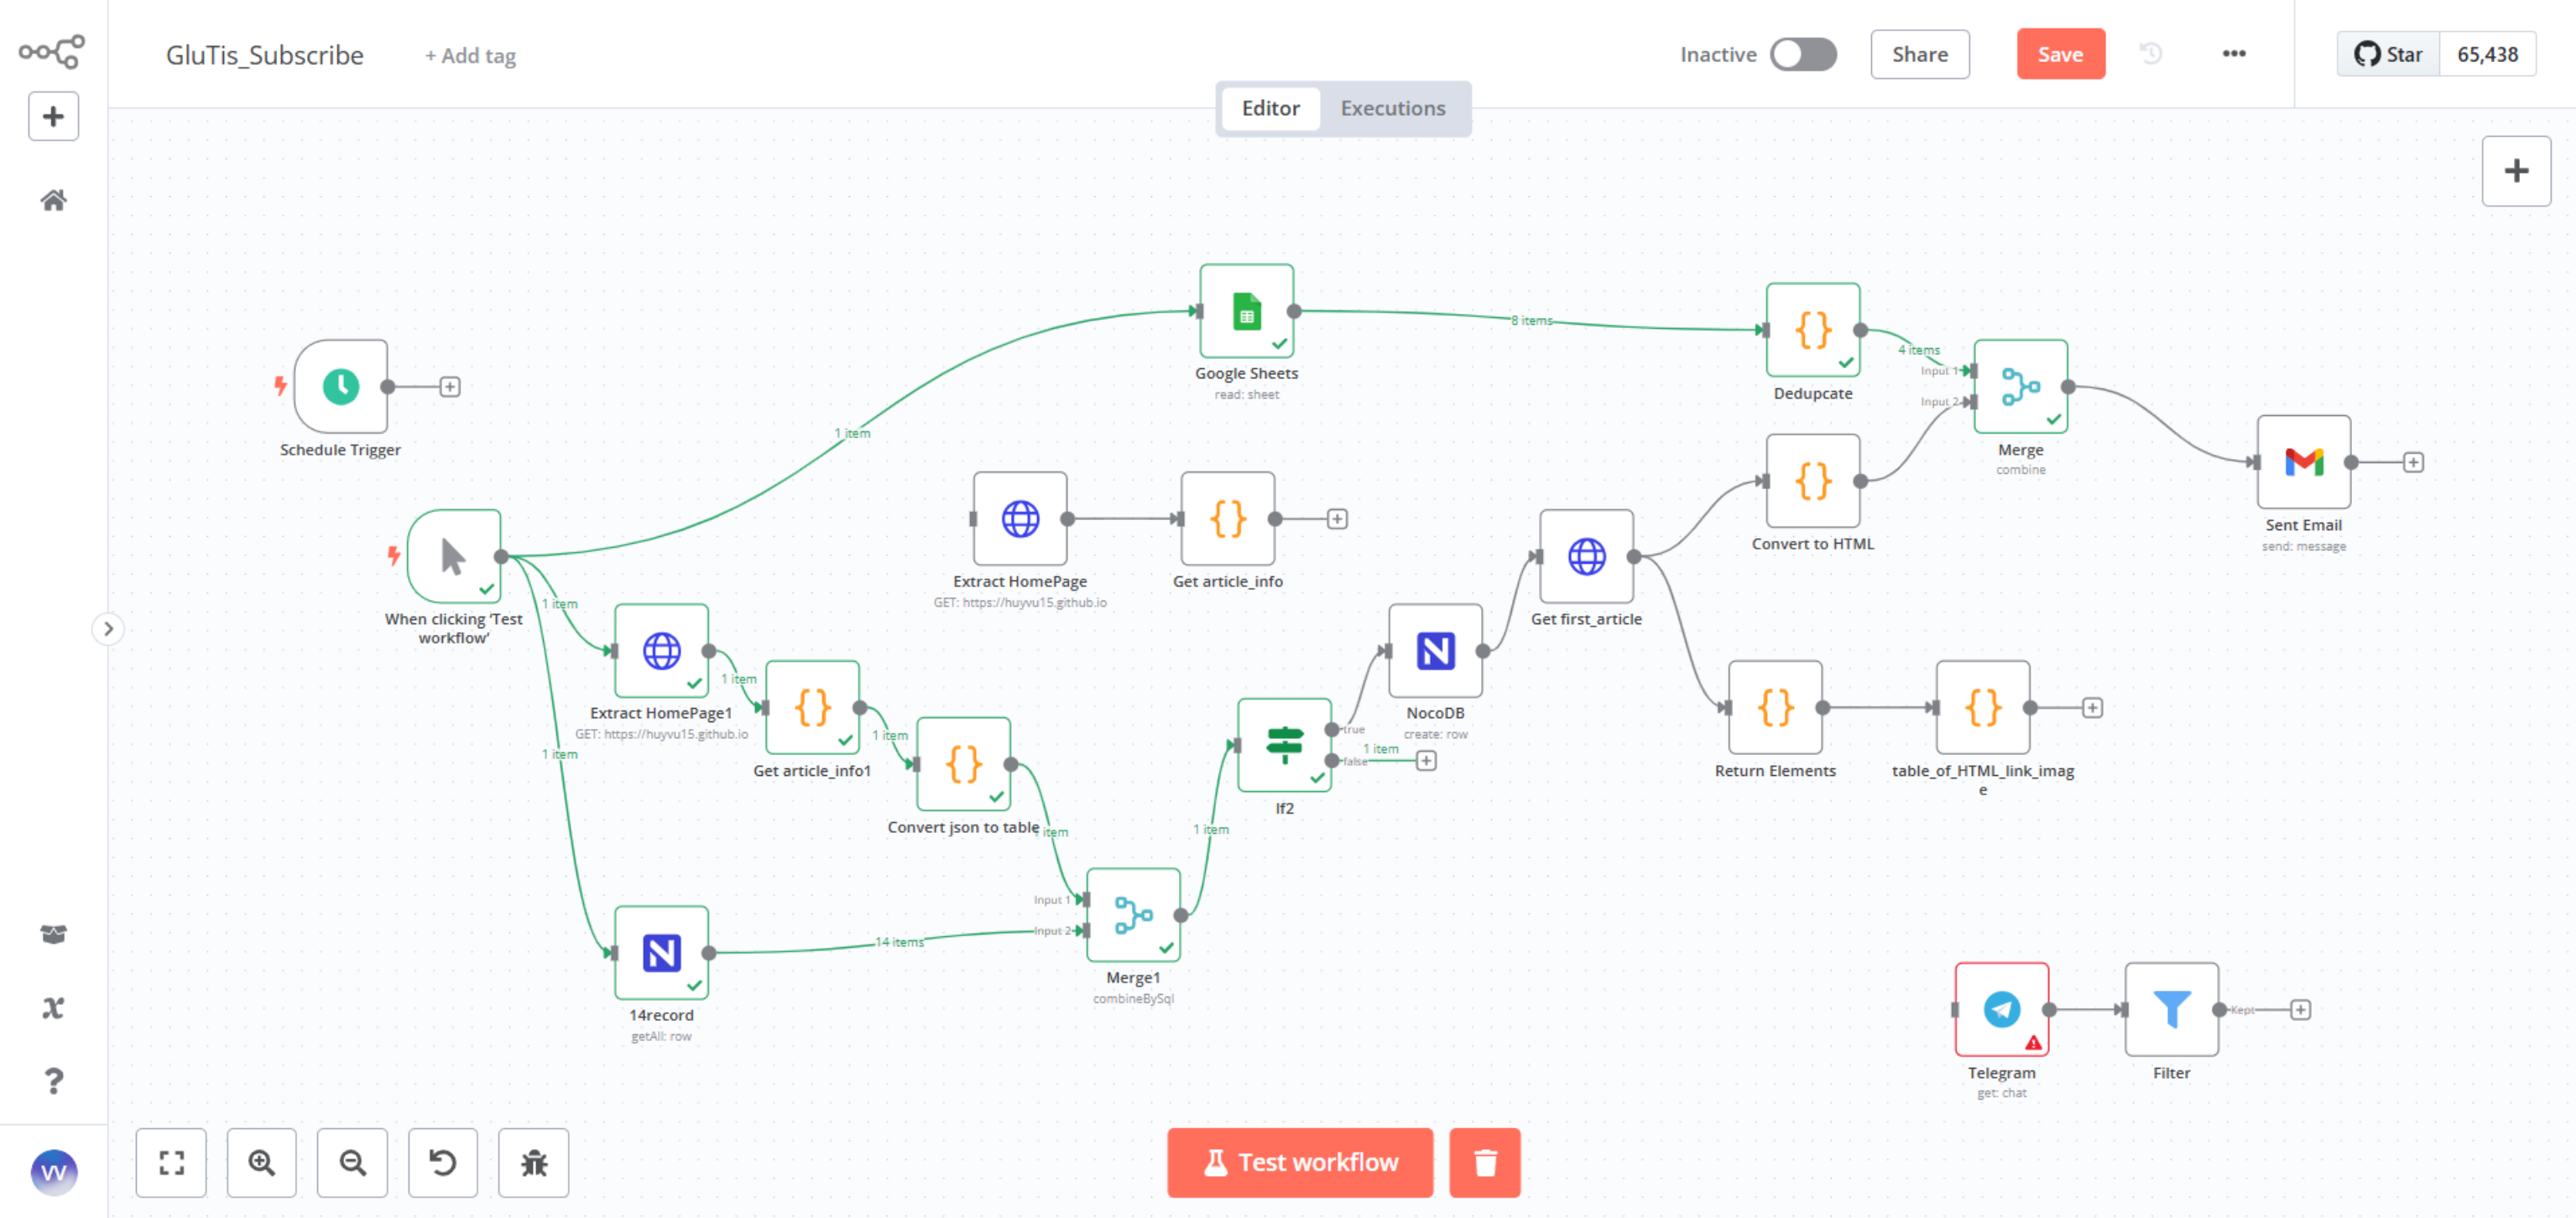 GluTis_Subscribe
+ Add tag
Inactive
Share
Save
Star
65,438
Editor
Executions
Google Sheets
read: sheet
8 items
Dedupcate
4 items
Input 1
Input 2
Merge
combine
Schedule Trigger
1 item
Sent Email
send: message
Convert to HTML
Extract HomePage
GET: https://huyvu15.github.io
Get article_info
Get first_article
When clicking 'Test
workflow'
1 item
Extract HomePage1
GET: https://huyvu15.github.io
1 item
Get article_info1
1 item
1 item
Convert json to table
1 item
NocoDB
create: row
true
1 item
false
If2
Return Elements
table_of_HTML_link_imag
e
1 item
Input 1
Input 2
14 items
Merge1
combineBySql
14record
getAll: row
Telegram
get: chat
Filter
Kept
Test workflow